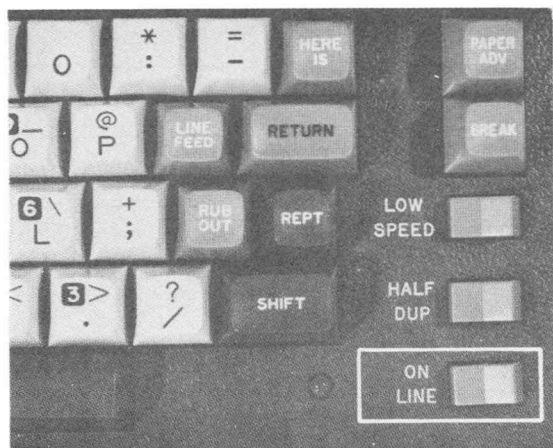 * = HERE PAPER
O : - IS ADV
_ @ LINE RETURN BREAK
O P FEED
6 \ + RUB REPT LOW
L ; OUT SPEED
HALF
DUP
< 3 > ? SHIFT
. /
ON
LINE